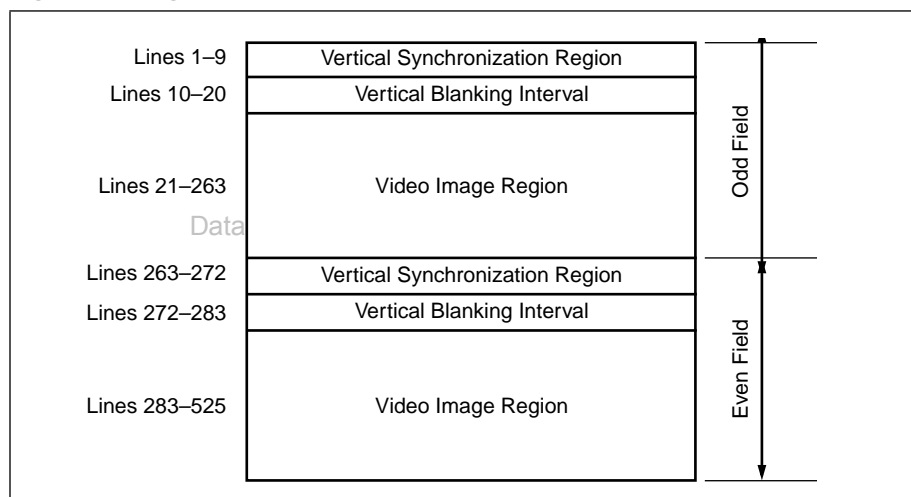 Lines 1–9 Vertical Synchronization Region
Lines 10–20 Vertical Blanking Interval
Lines 21–263 Video Image Region
Odd Field
Data
Lines 263–272 Vertical Synchronization Region
Lines 272–283 Vertical Blanking Interval
Lines 283–525 Video Image Region
Even Field